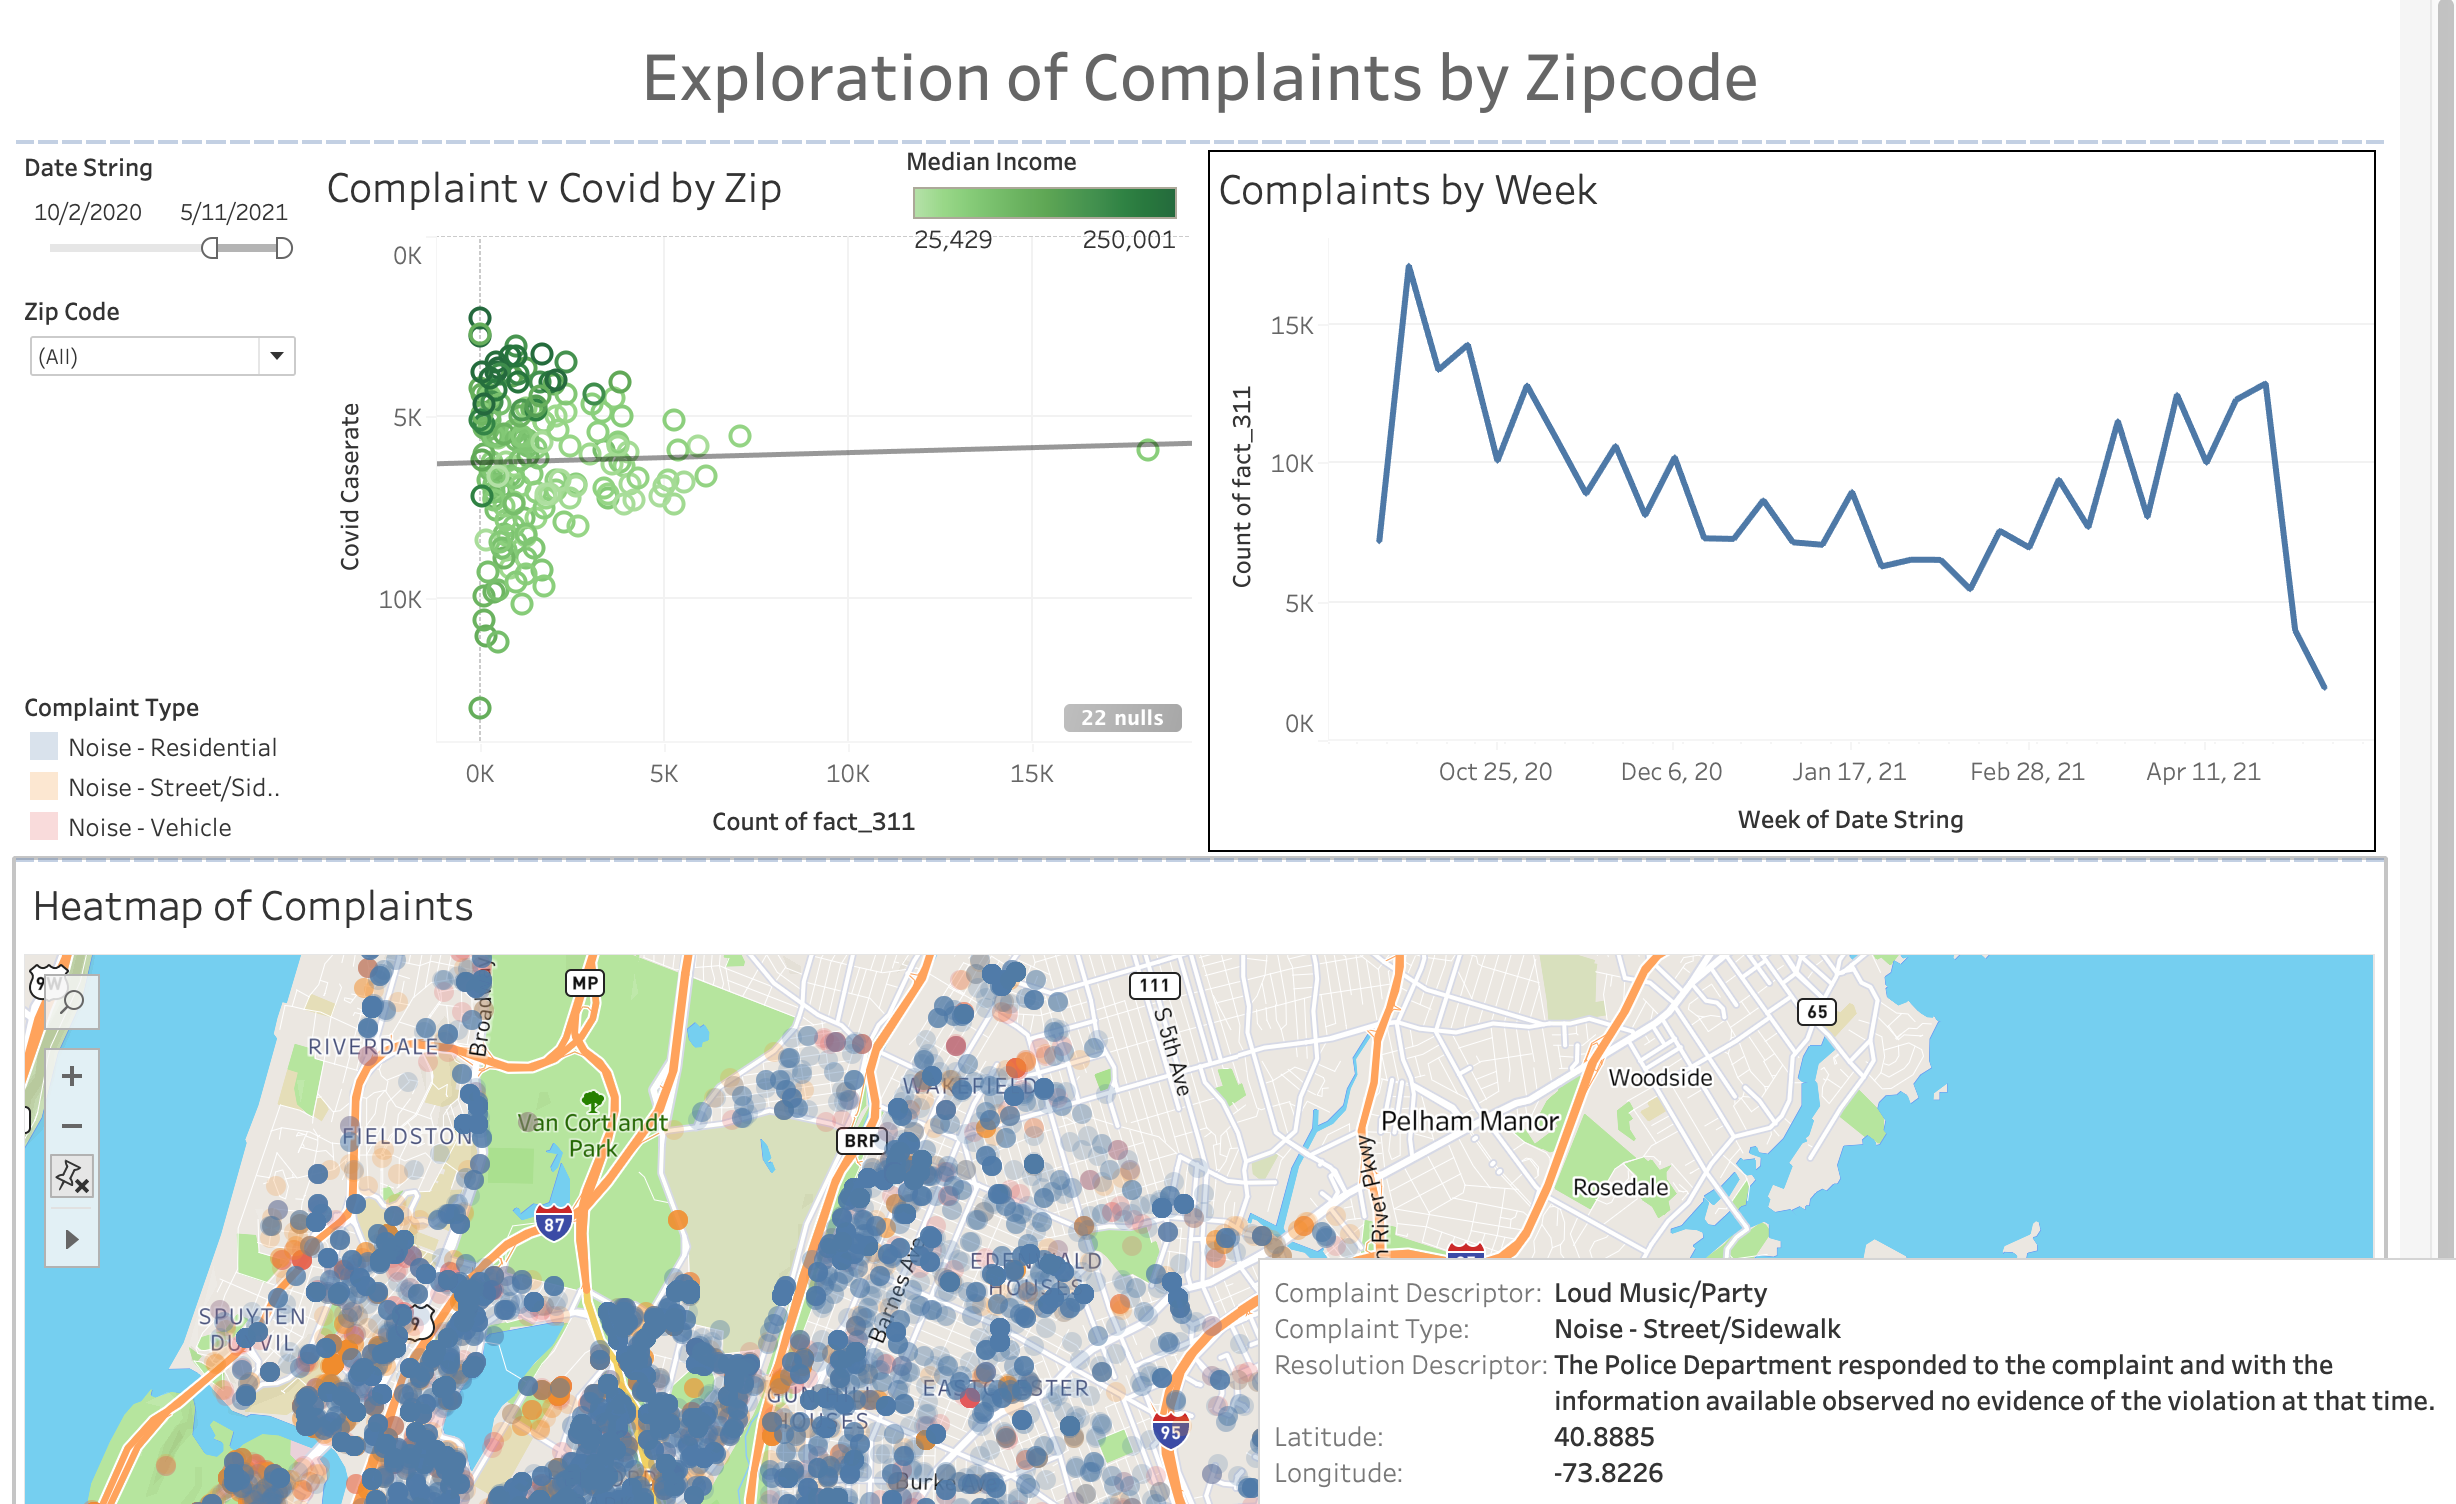 Exploration of Complaints by Zipcode
Date String
10/2/2020 5/11/2021
Zip Code
(All)
Complaint Type
Noise - Residential
Noise - Street/Sid..
Noise - Vehicle
Complaint v Covid by Zip
Median Income
25,429 250,001
Covid Caserate
0K
5K
10K
22 nulls
0K 5K 10K 15K
Count of fact_311
Complaints by Week
Count of fact_311
15K
10K
5K
0K
Oct 25, 20 Dec 6, 20 Jan 17, 21 Feb 28, 21 Apr 11, 21
Week of Date String
Heatmap of Complaints
MP
111
65
S 5th Ave
RIVERDALE
WAKEFIELD
Woodside
Van Cortlandt
Park
FIELDSTON
BRP
Pelham Manor
Rosedale
River Pkwy
87
Barnes Ave
HOUSES
SPUYTEN
9
EASTCHESTER
HOUSES
95
Complaint Descriptor: Loud Music/Party
Complaint Type: Noise - Street/Sidewalk
Resolution Descriptor: The Police Department responded to the complaint and with the
information available observed no evidence of the violation at that time.
Latitude: 40.8885
Longitude: -73.8226